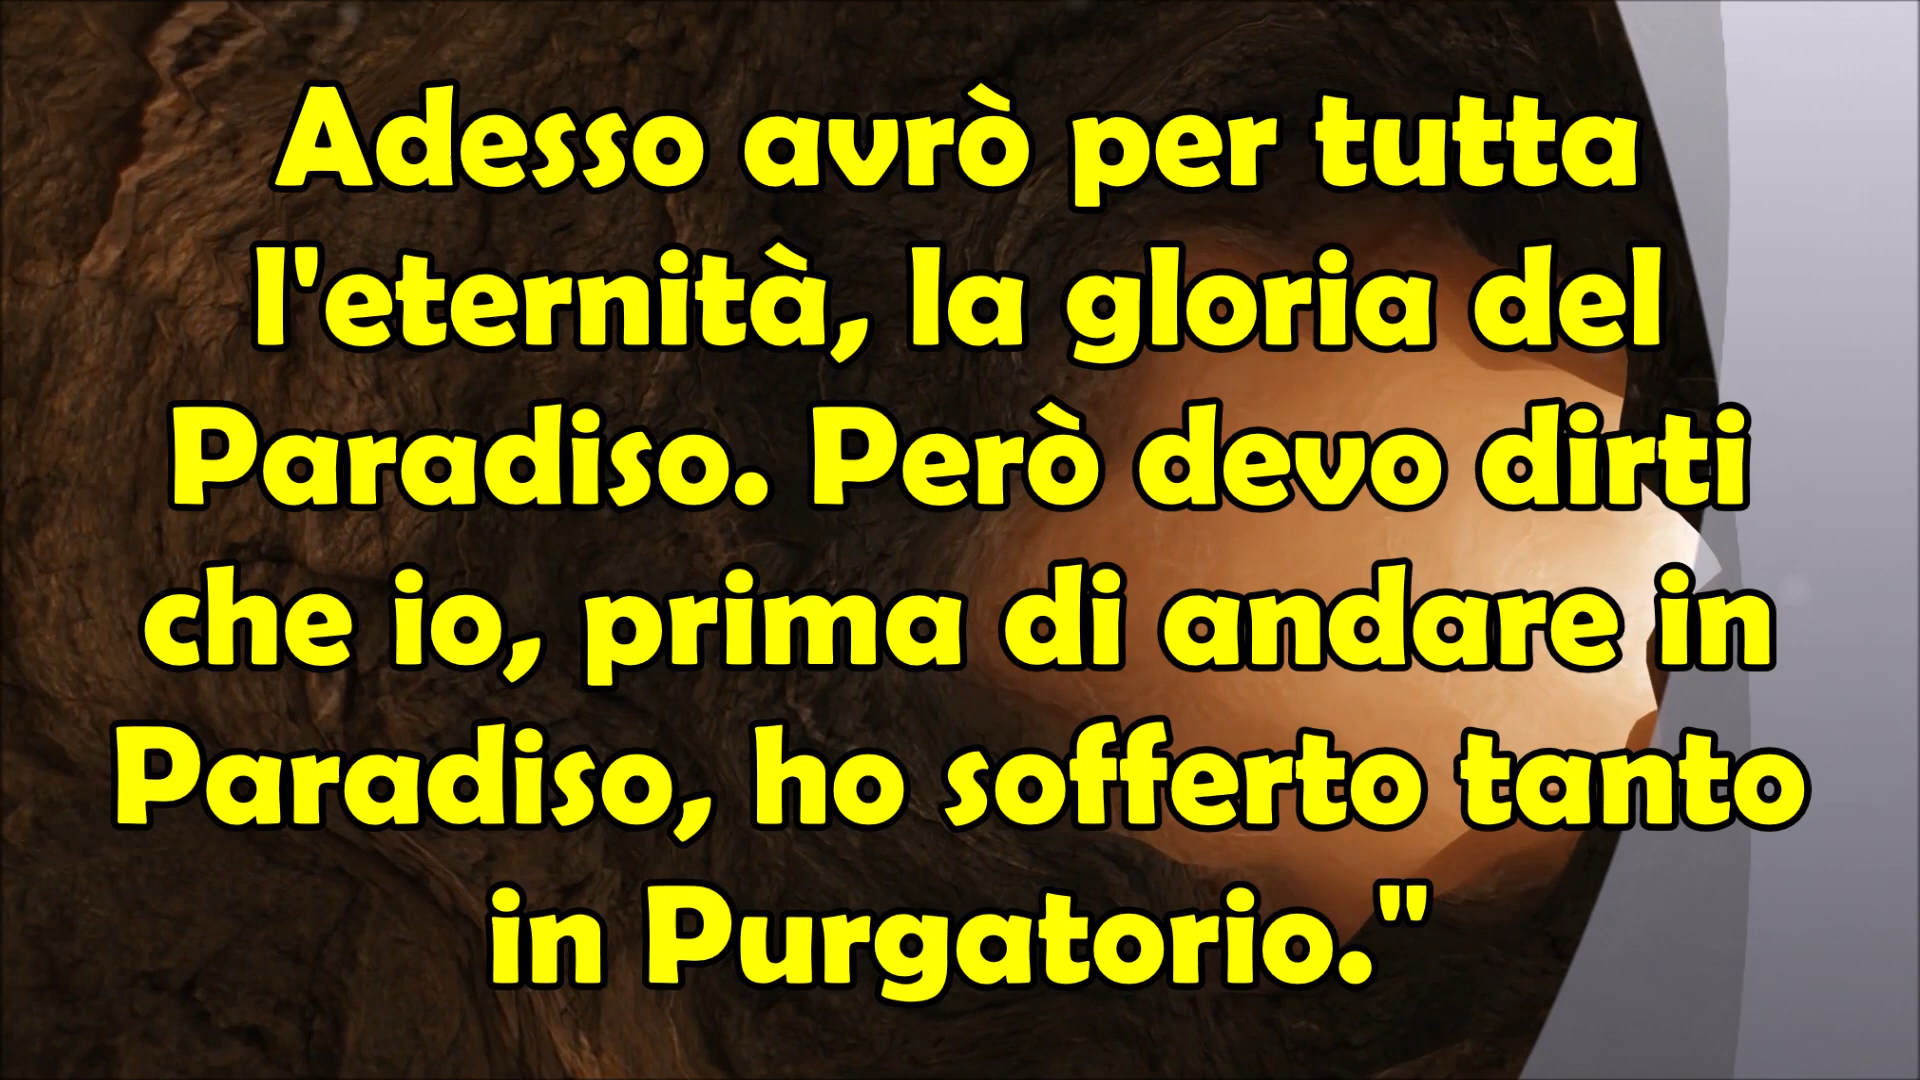 Adesso avrò per tutta
l'eternità, la gloria del
Paradiso. Però devo dirti
che io, prima di andare in
Paradiso, ho sofferto tanto
in Purgatorio."